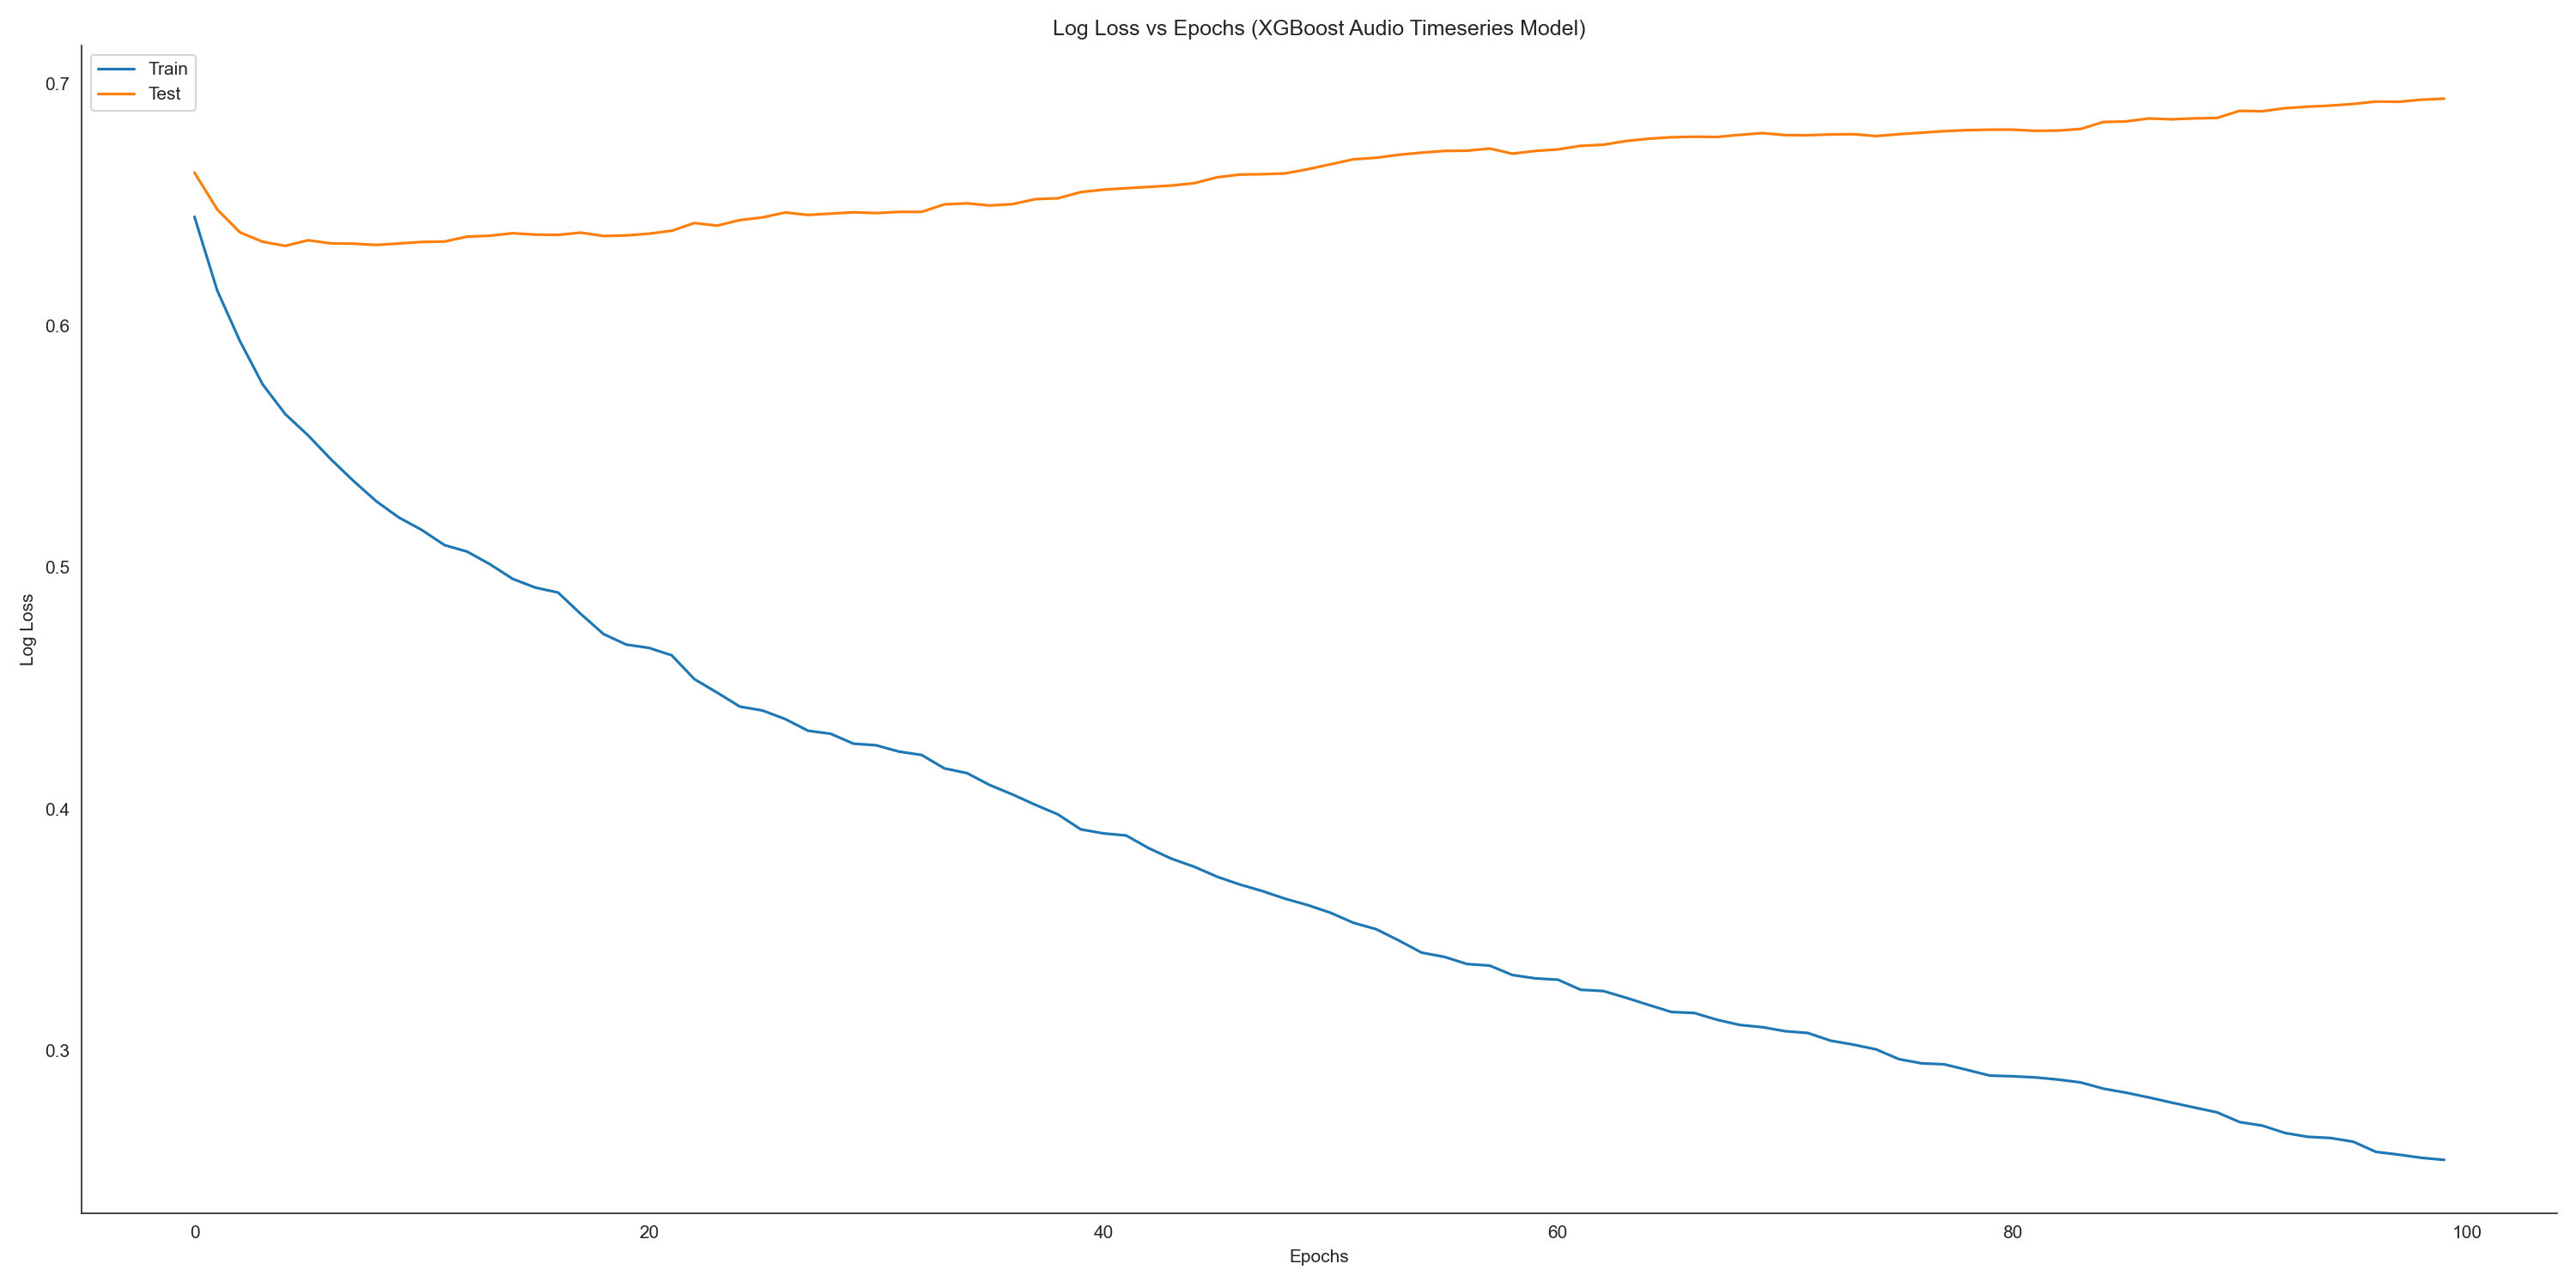 Log Loss vs Epochs (XGBoost Audio Timeseries Model)
Train
Test
0.7
0.6
0.5
0.4
0.3
Log Loss
0 20 40 60 80 100
Epochs